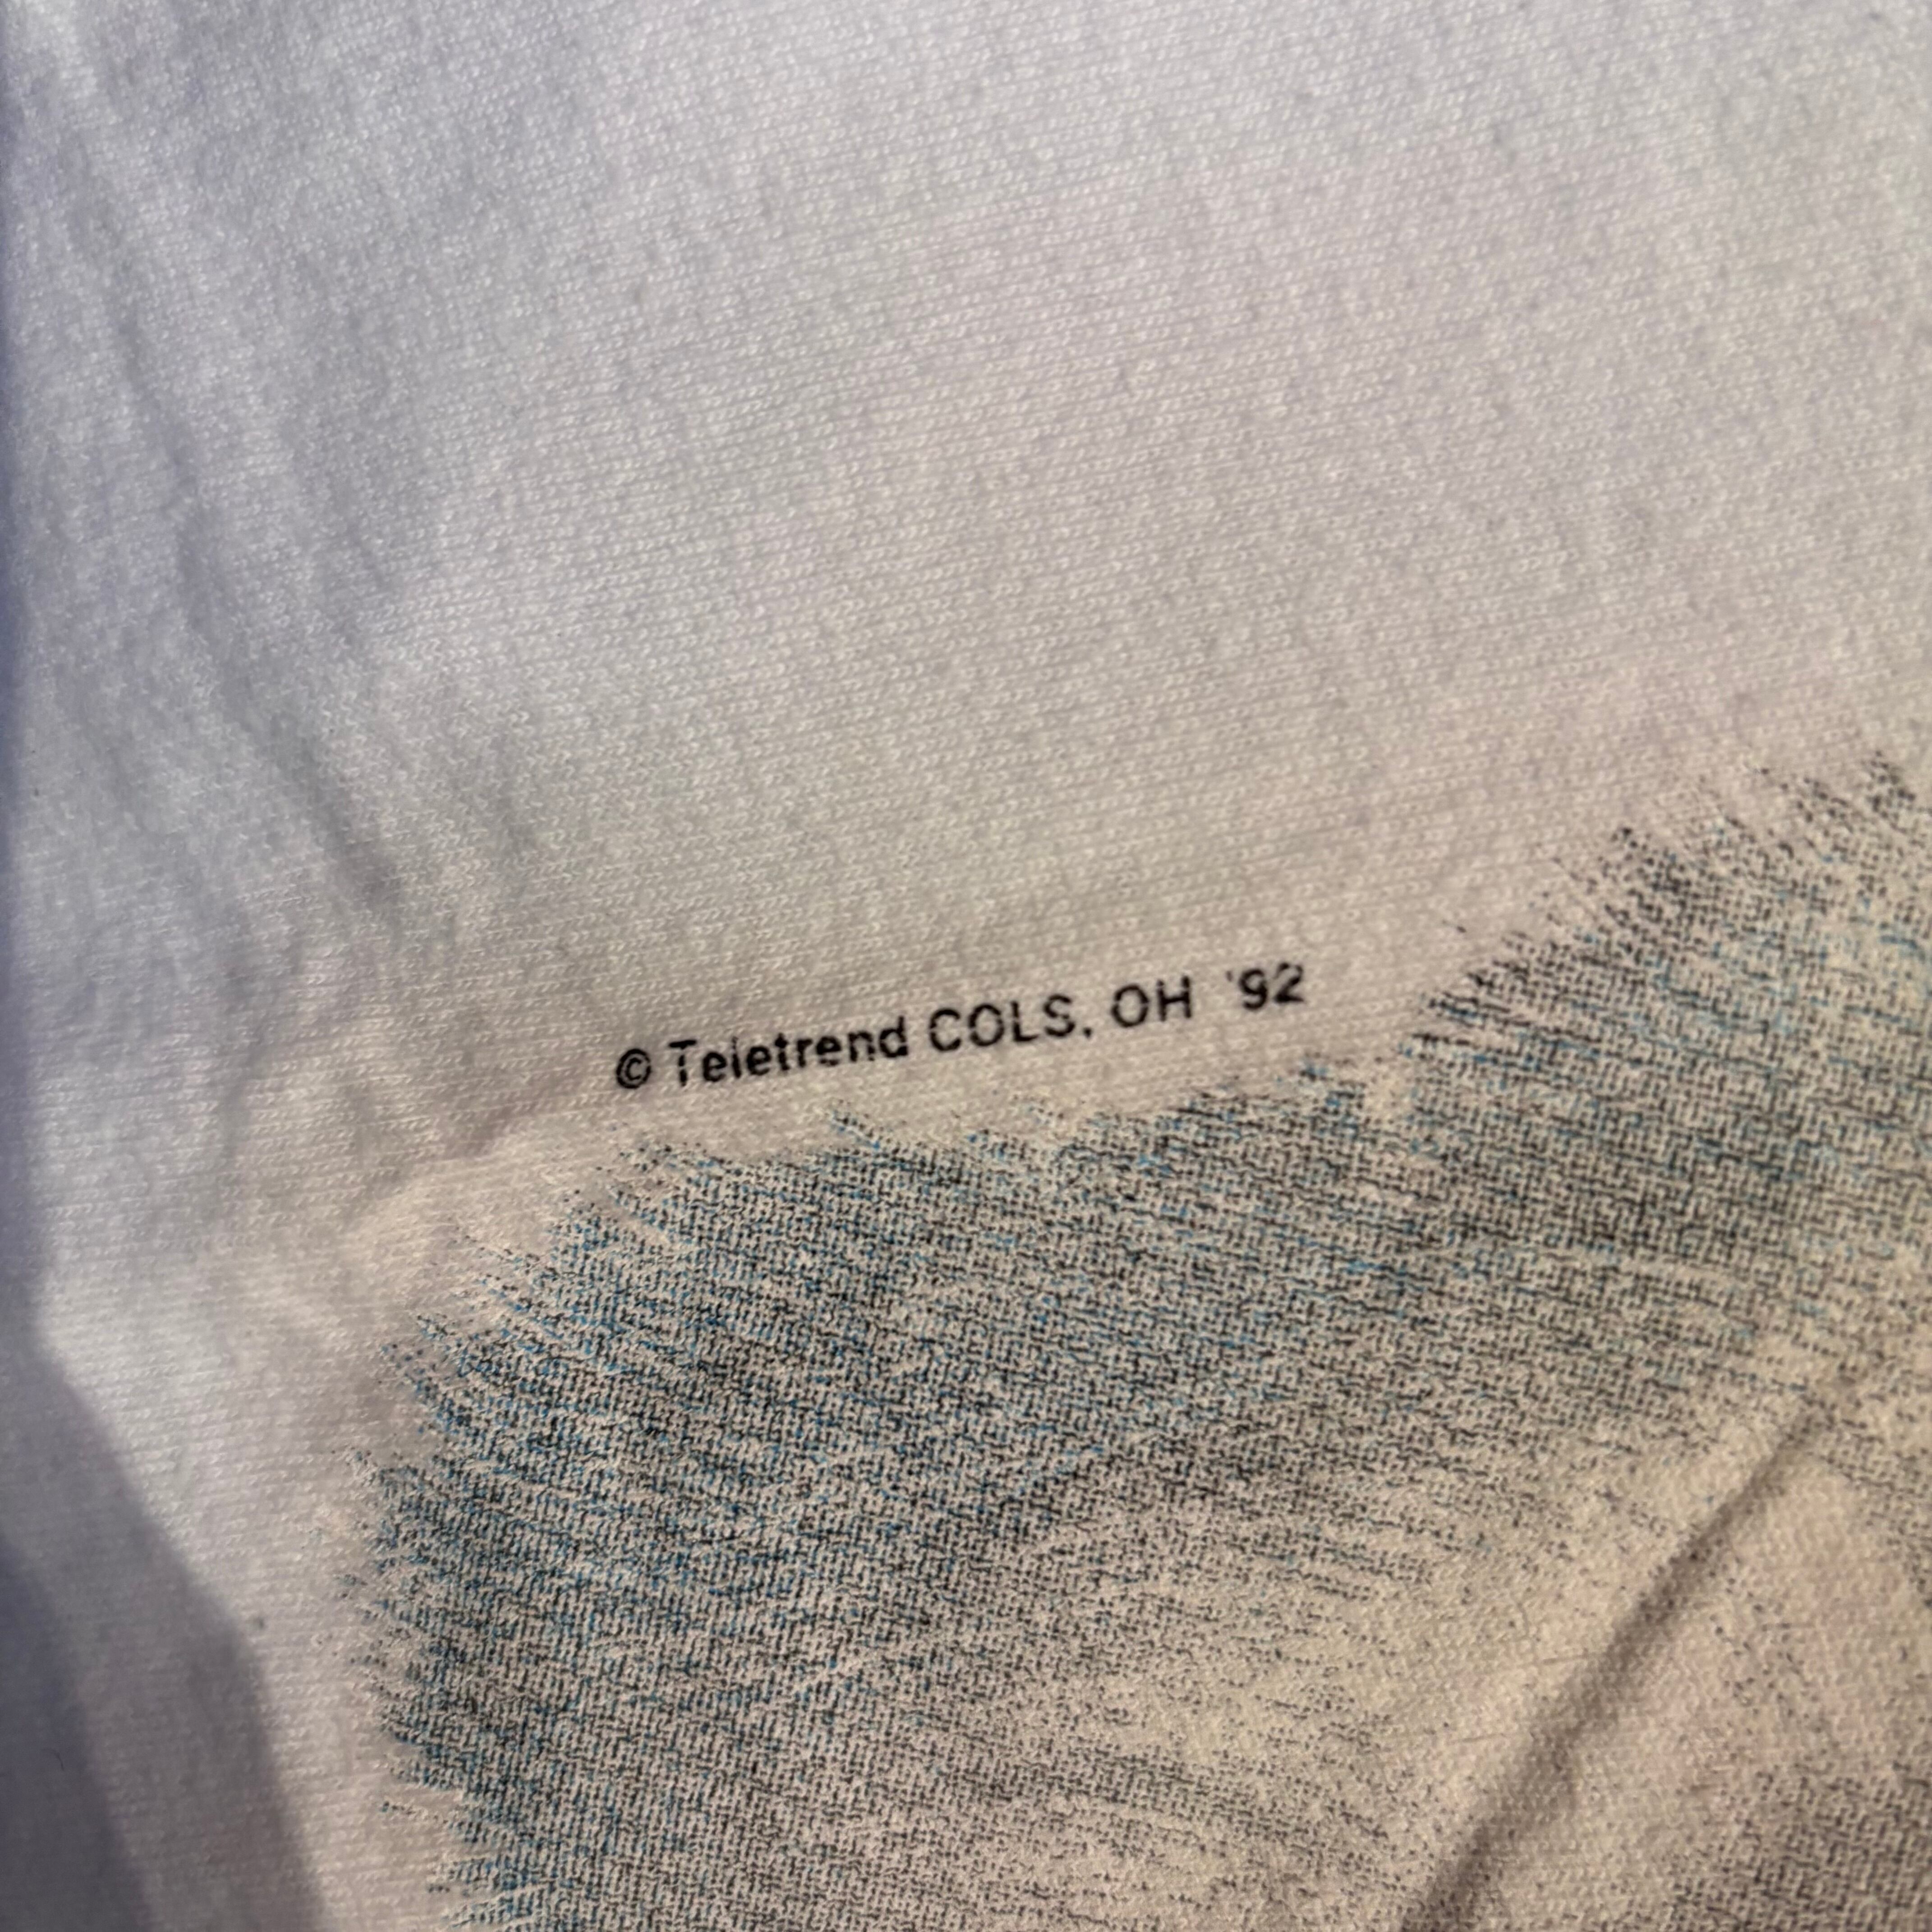 © Teletrend COLS, OH '92